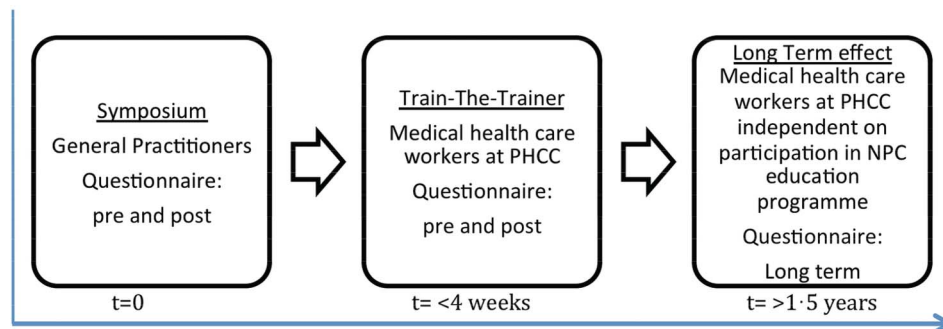 Symposium
General Practitioners
Questionnaire:
pre and post
t=0
Train-The-Trainer
Medical health care
workers at PHCC
Questionnaire:
pre and post
t= <4 weeks
Long Term effect
Medical health care
workers at PHCC
independent on
participation in NPC
education
programme
Questionnaire:
Long term
t= >1·5 years